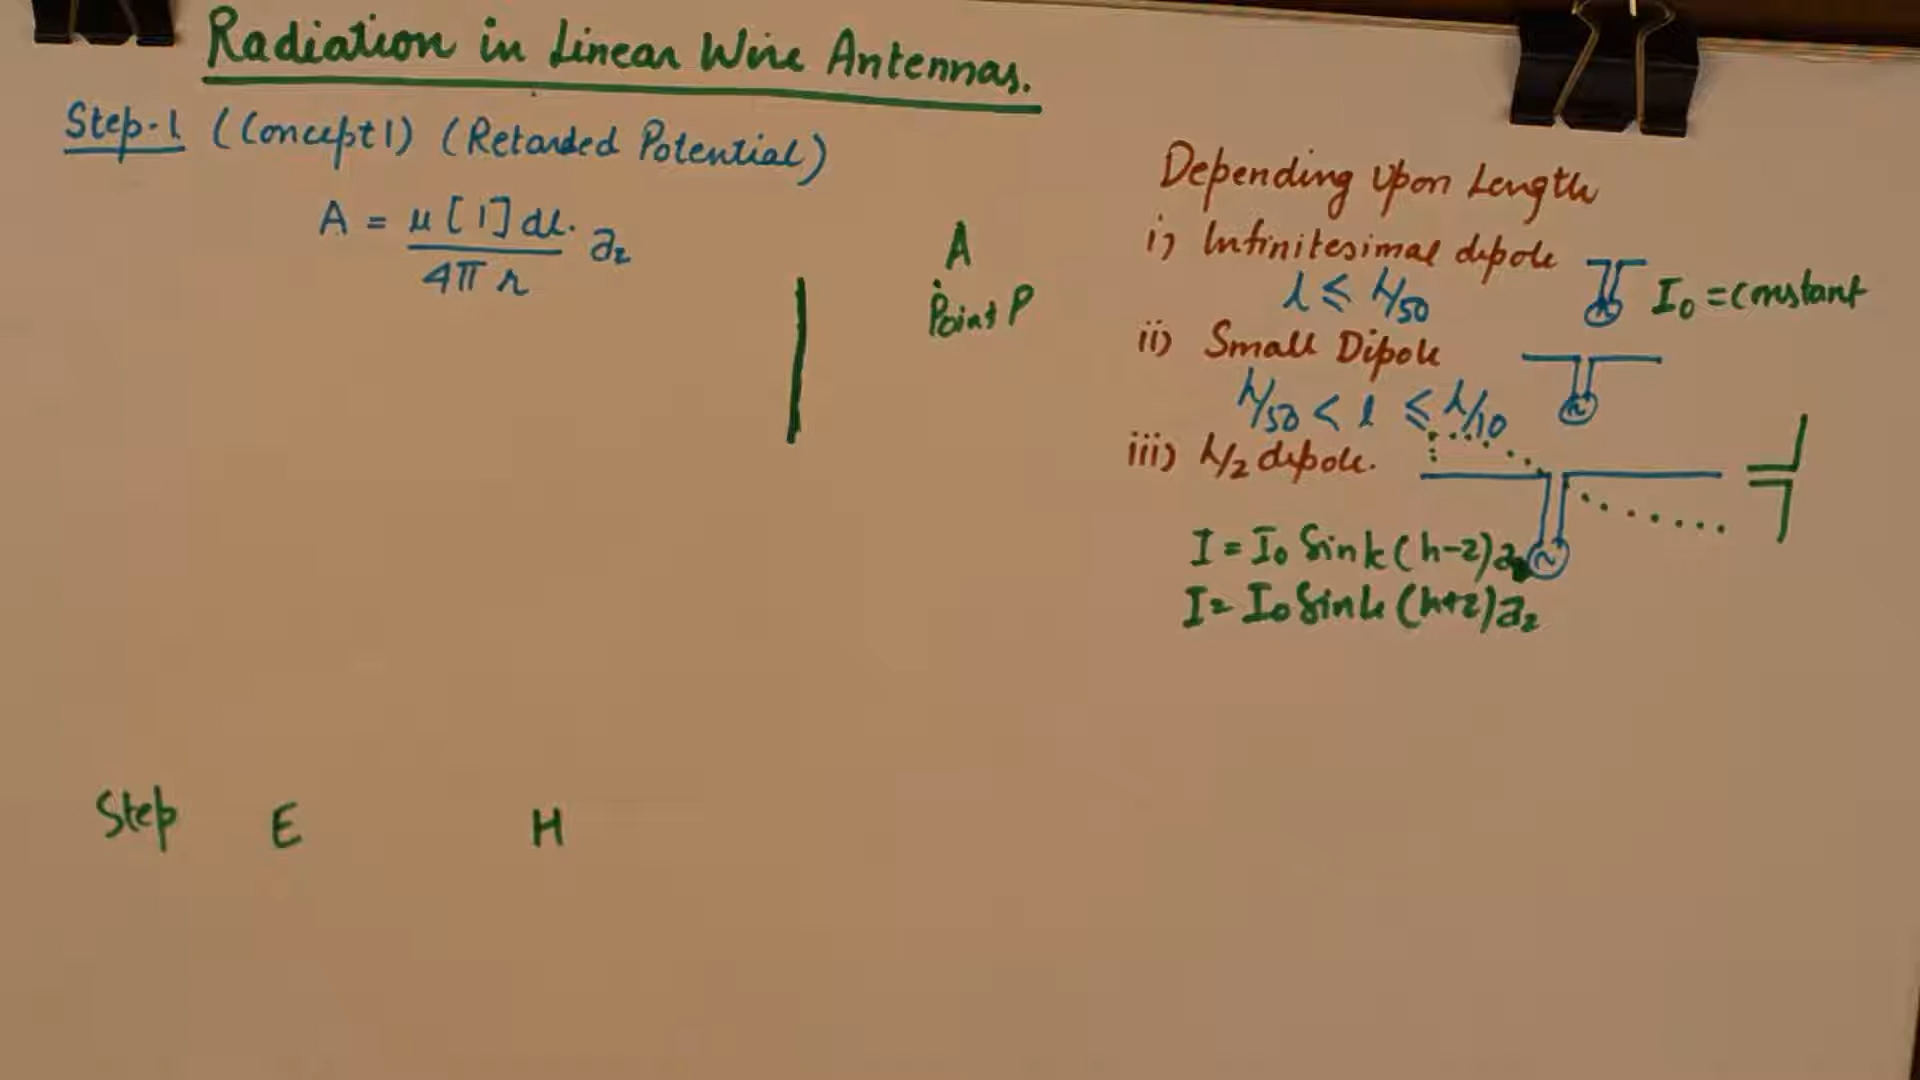 Radiation in Linear Wire Antennas.
Step-1 (Concept 1) (Retarded Potential)
A = μ [I] dl. / 4π r az
A
Point P
Depending Upon Length
i) Infinitesimal dipole
l ≤ λ/50
I0 = constant
ii) Small Dipole
λ/50 < l ≤ λ/10
iii) λ/2 dipole.
I = I0 Sin k (h-z) az
I = I0 Sin k (h+z) az
Step E H